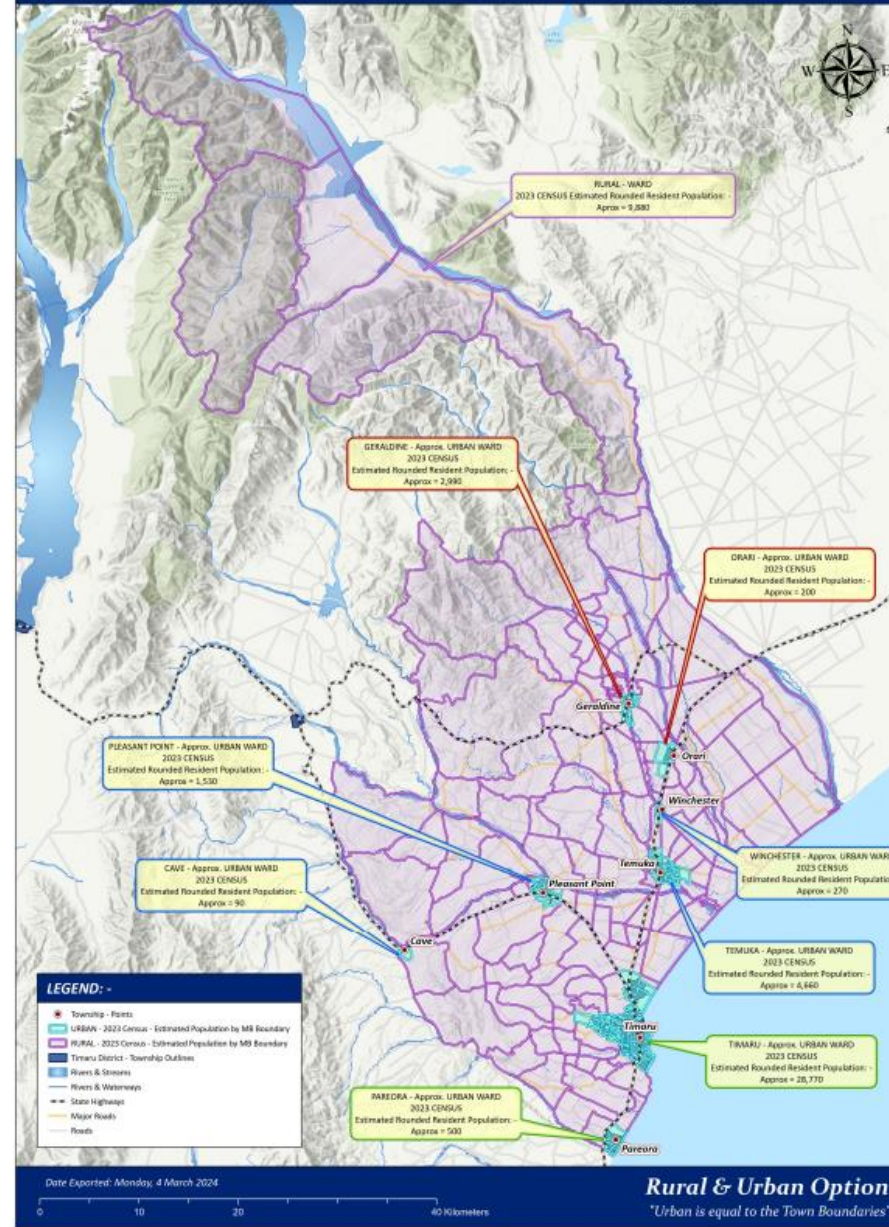 N
W
E
S
RURAL - WARD
2023 CENSUS Estimated Rounded Resident Population: -
Aprox = 9,880
GERALDINE - Approx. URBAN WARD
2023 CENSUS
Estimated Rounded Resident Population: -
Approx = 2,990
ORARI - Approx. URBAN WARD
2023 CENSUS
Estimated Rounded Resident Population: -
Approx = 200
Geraldine
Orari
PLEASANT POINT - Approx. URBAN WARD
2023 CENSUS
Estimated Rounded Resident Population: -
Approx = 1,530
Winchester
WINCHESTER - Approx. URBAN WARD
2023 CENSUS
Estimated Rounded Resident
Approx = 270
Temuka
Pleasant Point
CAVE - Approx. URBAN WARD
2023 CENSUS
Estimated Rounded Resident Population: -
Approx = 90
Cave
TEMUKA - Approx. URBAN WARD
2023 CENSUS
Estimated Rounded Resident Population: -
Approx = 4,660
LEGEND: -
Township - Points
URBAN - 2023 Census - Estimated Population by MB Boundary
RURAL - 2023 Census - Estimated Population by MB Boundary
Timaru District - Township Outlines
Rivers & Streams
Rivers & Waterways
State Highways
Major Roads
Roads
Timaru
TIMARU - Approx. URBAN WARD
2023 CENSUS
Estimated Rounded Resident Population: -
Approx = 28,770
PAREORA - Approx. URBAN WARD
2023 CENSUS
Estimated Rounded Resident Population: -
Approx = 500
Pareora
Date Exported: Monday, 4 March 2024
0 10 20 40 Kilometers
Rural & Urban Option
"Urban is equal to the Town Boundaries